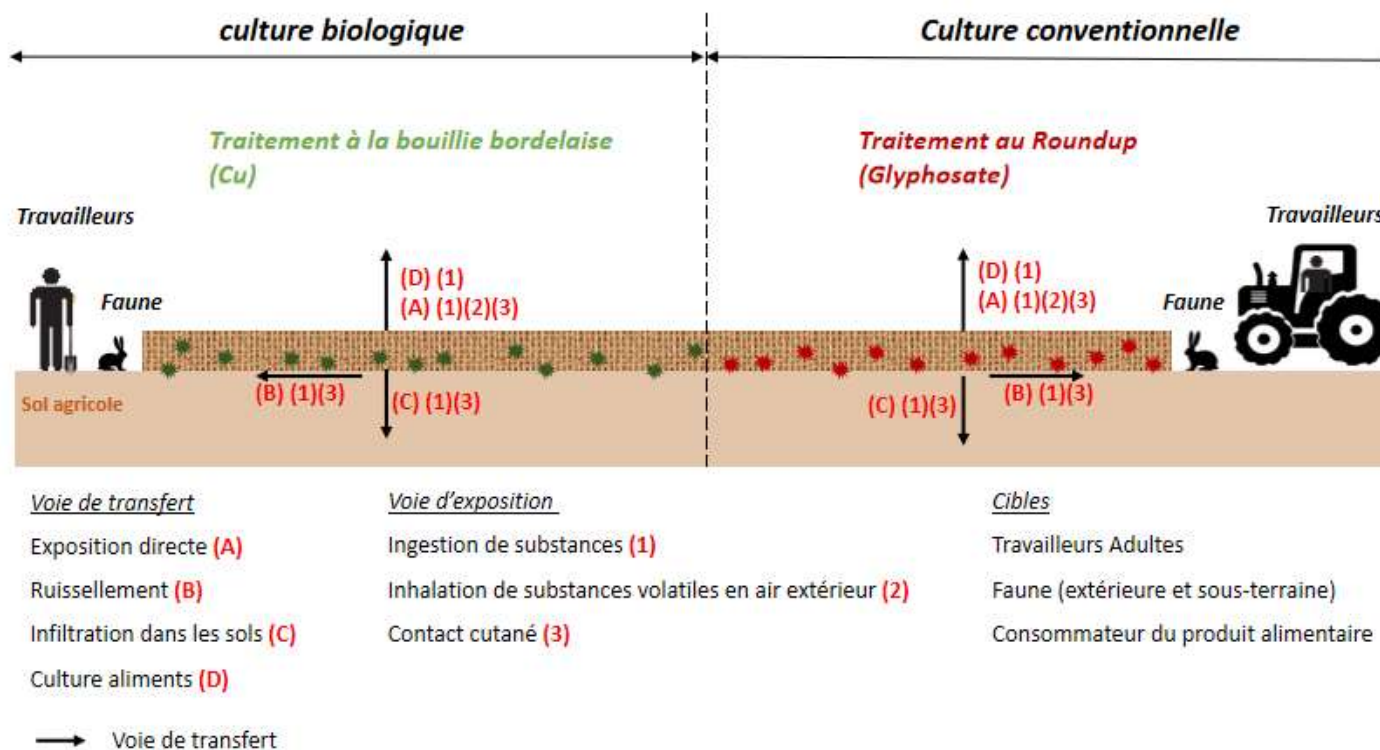 culture biologique
Culture conventionnelle
Traitement à la bouillie bordelaise
(Cu)
Traitement au Roundup
(Glyphosate)
Travailleurs
Travailleurs
Faune
(D) (1)
(A) (1)(2)(3)
(D) (1)
(A) (1)(2)(3)
Faune
Sol agricole
(B) (1)(3)
(C) (1)(3)
(C) (1)(3)
(B) (1)(3)
Voie de transfert
Exposition directe (A)
Ruissellement (B)
Infiltration dans les sols (C)
Culture aliments (D)
Voie de transfert
Voie d'exposition
Ingestion de substances (1)
Inhalation de substances volatiles en air extérieur (2)
Contact cutané (3)
Cibles
Travailleurs Adultes
Faune (extérieure et sous-terraine)
Consommateur du produit alimentaire